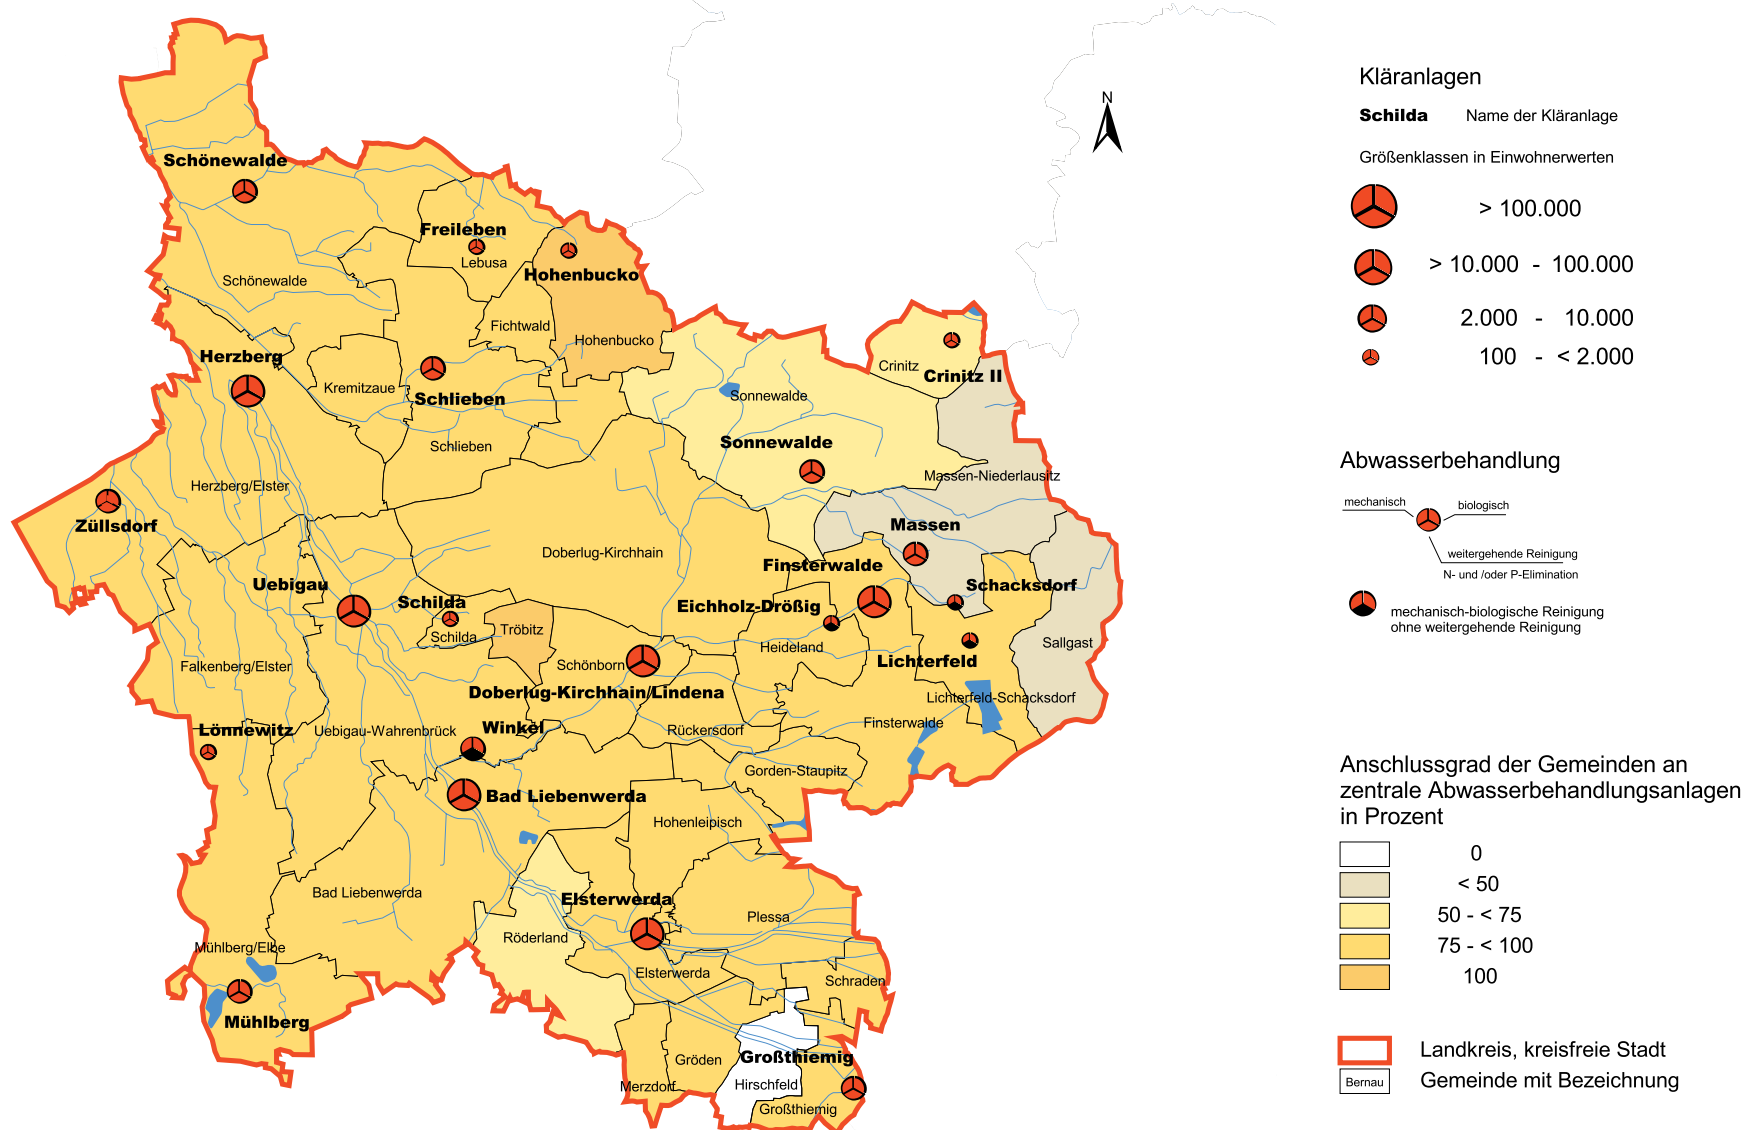 N
Schönewalde
Freileben
Lebusa
Hohenbucko
Schönewalde
Fichtwald
Hohenbucko
Herzberg
Kremitzaue
Schlieben
Schlieben
Crinitz
Crinitz II
Sonnewalde
Sonnewalde
Massen-Niederlausitz
Herzberg/Elster
Züllsdorf
Massen
Doberlug-Kirchhain
Finsterwalde
Uebigau
Schacksdorf
Schilda
Eichholz-Drößig
Schilda
Tröbitz
Heideland
Sallgast
Falkenberg/Elster
Schönborn
Lichterfeld
Doberlug-Kirchhain/Lindena
Lichterfeld-Schacksdorf
Lönnewitz
Uebigau-Wahrenbrück
Winkel
Rückersdorf
Finsterwalde
Gorden-Staupitz
Bad Liebenwerda
Hohenleipisch
Bad Liebenwerda
Elsterwerda
Plessa
Mühlberg/Elbe
Röderland
Elsterwerda
Schraden
Mühlberg
Großthiemig
Gröden
Merzdorf
Hirschfeld
Großthiemig
Kläranlagen
Schilda Name der Kläranlage
Größenklassen in Einwohnerwerten
> 100.000
> 10.000 - 100.000
2.000 - 10.000
100 - < 2.000
Abwasserbehandlung
mechanisch
biologisch
weitergehende Reinigung
N- und /oder P-Elimination
mechanisch-biologische Reinigung
ohne weitergehende Reinigung
Anschlussgrad der Gemeinden an
zentrale Abwasserbehandlungsanlagen
in Prozent
0
< 50
50 - < 75
75 - < 100
100
Landkreis, kreisfreie Stadt
Bernau Gemeinde mit Bezeichnung